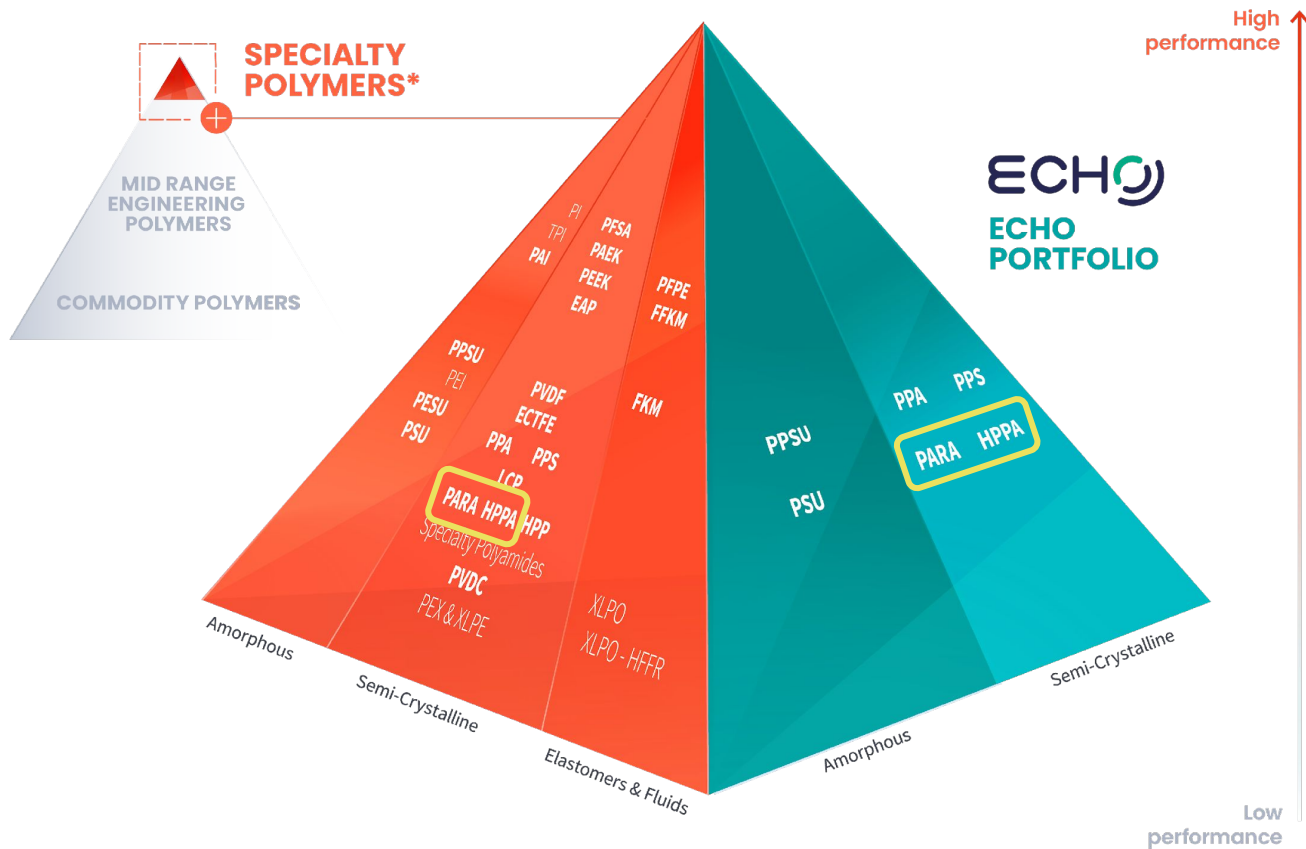 High
performance
SPECIALTY
POLYMERS*
MID RANGE
ENGINEERING
POLYMERS
COMMODITY POLYMERS
ECHO
ECHO
PORTFOLIO
PI
TPI
PAI
PFSA
PAEK
PEEK
EAP
PFPE
FFKM
PPSU
PEI
PESU
PSU
PVDF
ECTFE
PPA PPS
LCP
PARA HPPA HPP
Specialty Polyamides
PVDC
PEX & XLPE
FKM
XLPO
XLPO - HFFR
PPSU
PSU
PPA PPS
PARA HPPA
Amorphous
Semi-Crystalline
Elastomers & Fluids
Amorphous
Semi-Crystalline
Low
performance